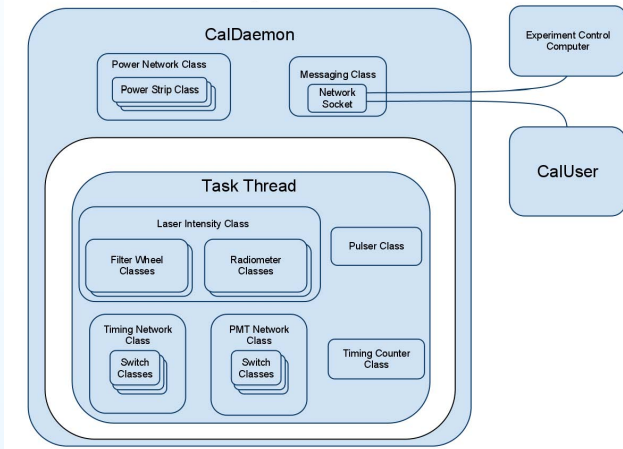 CalDaemon
Experiment Control
Computer
Power Network Class
Power Strip Class
Messaging Class
Network
Socket
CalUser
Task Thread
Laser Intensity Class
Filter Wheel
Classes
Radiometer
Classes
Pulser Class
Timing Network
Class
Switch
Classes
PMT Network
Class
Switch
Classes
Timing Counter
Class